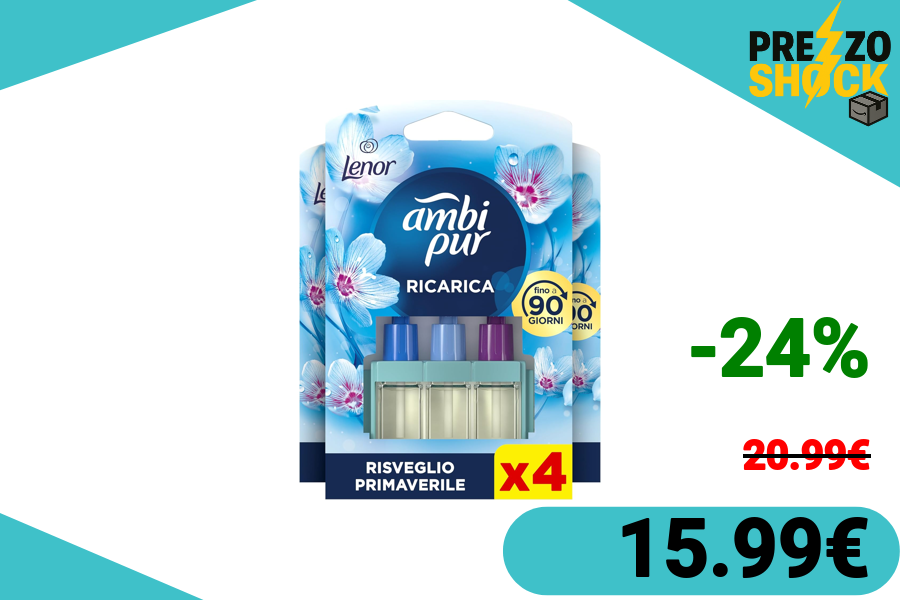 PREZZO
SHOCK
Lenor
ambi
pur
RICARICA
fino a
90
GIORNI
RISVEGLIO
PRIMAVERILE
x4
-24%
20.99€
15.99€